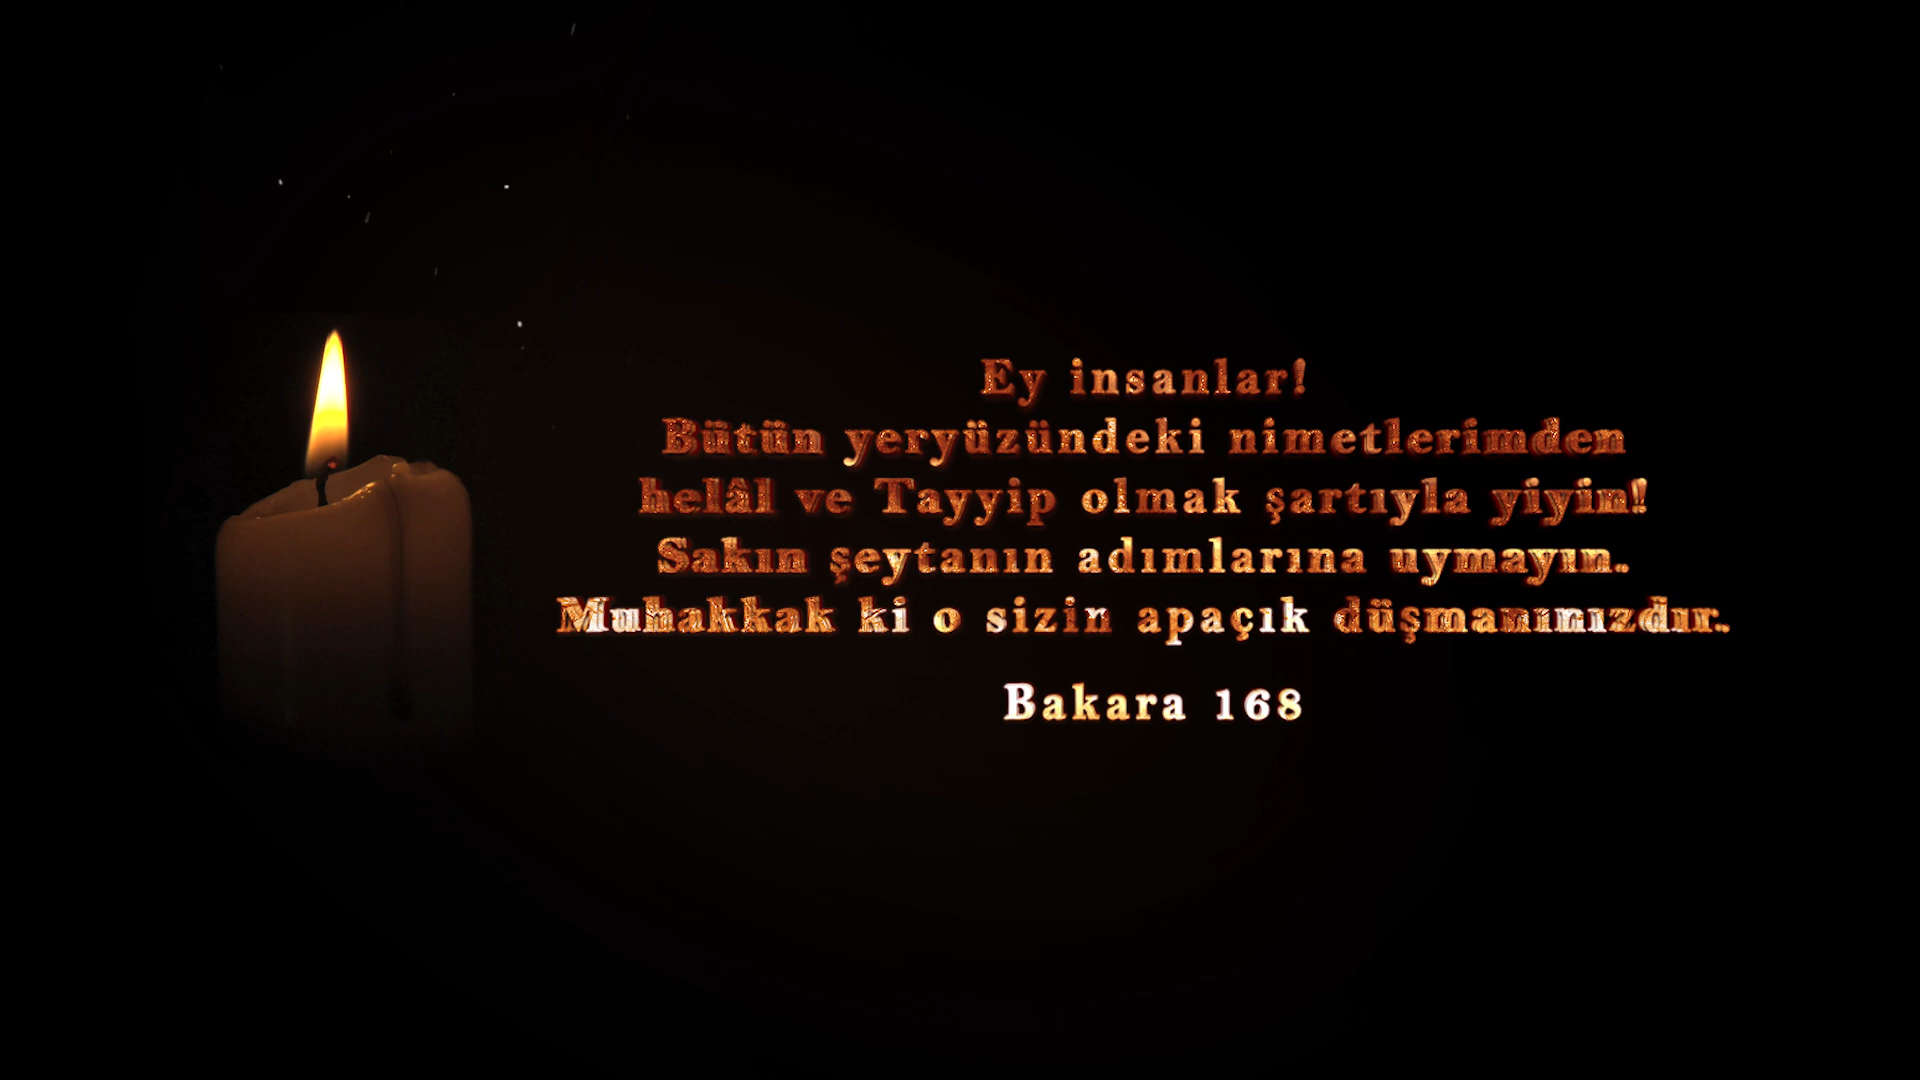 Ey insanlar!
Bütün yeryüzündeki nimetlerimden
helâl ve Tayyip olmak şartıyla yiyin!
Sakın şeytanın adımlarına uymayın.
Muhakkak ki o sizin apaçık düşmanınızdır.
Bakara 168